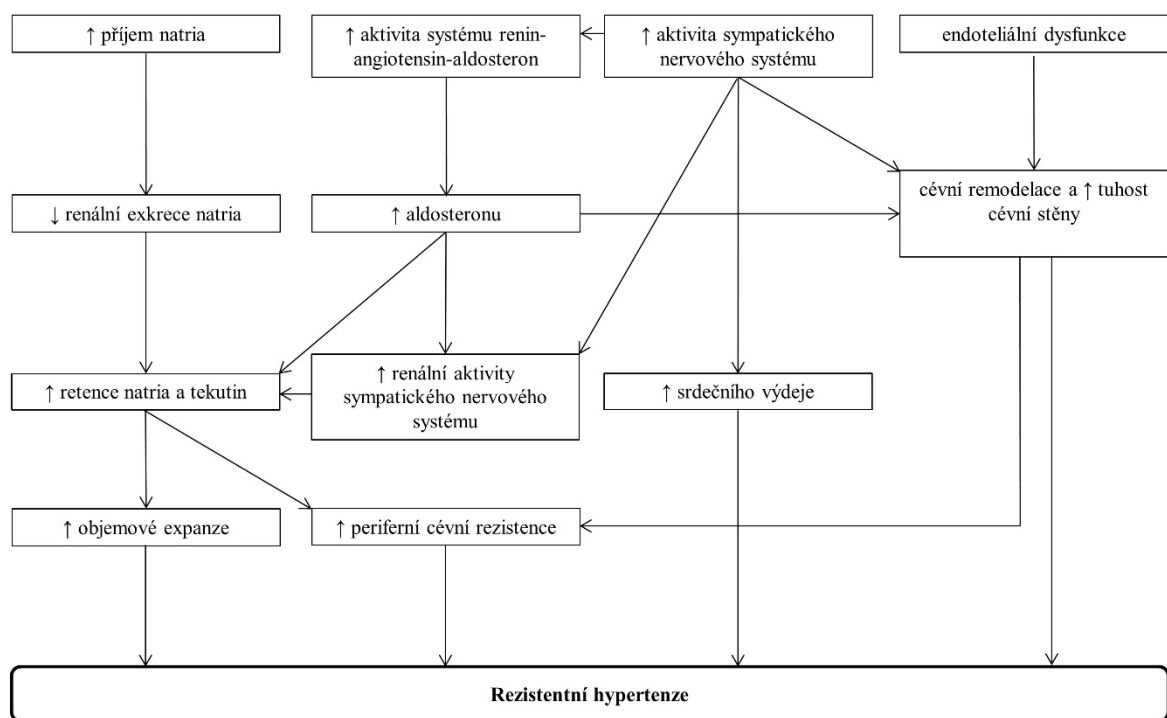 ↑ příjem natria
↑ aktivita systému renin-
angiotensin-aldosteron
↑ aktivita sympatického
nervového systému
endoteliální dysfunkce
↓ renální exkrece natria
↑ aldosteronu
cévní remodelace a ↑ tuhost
cévní stěny
↑ retence natria a tekutin
↑ renální aktivity
sympatického nervového
systému
↑ srdečního výdeje
↑ objemové expanze
↑ periferní cévní rezistence
Rezistentní hypertenze